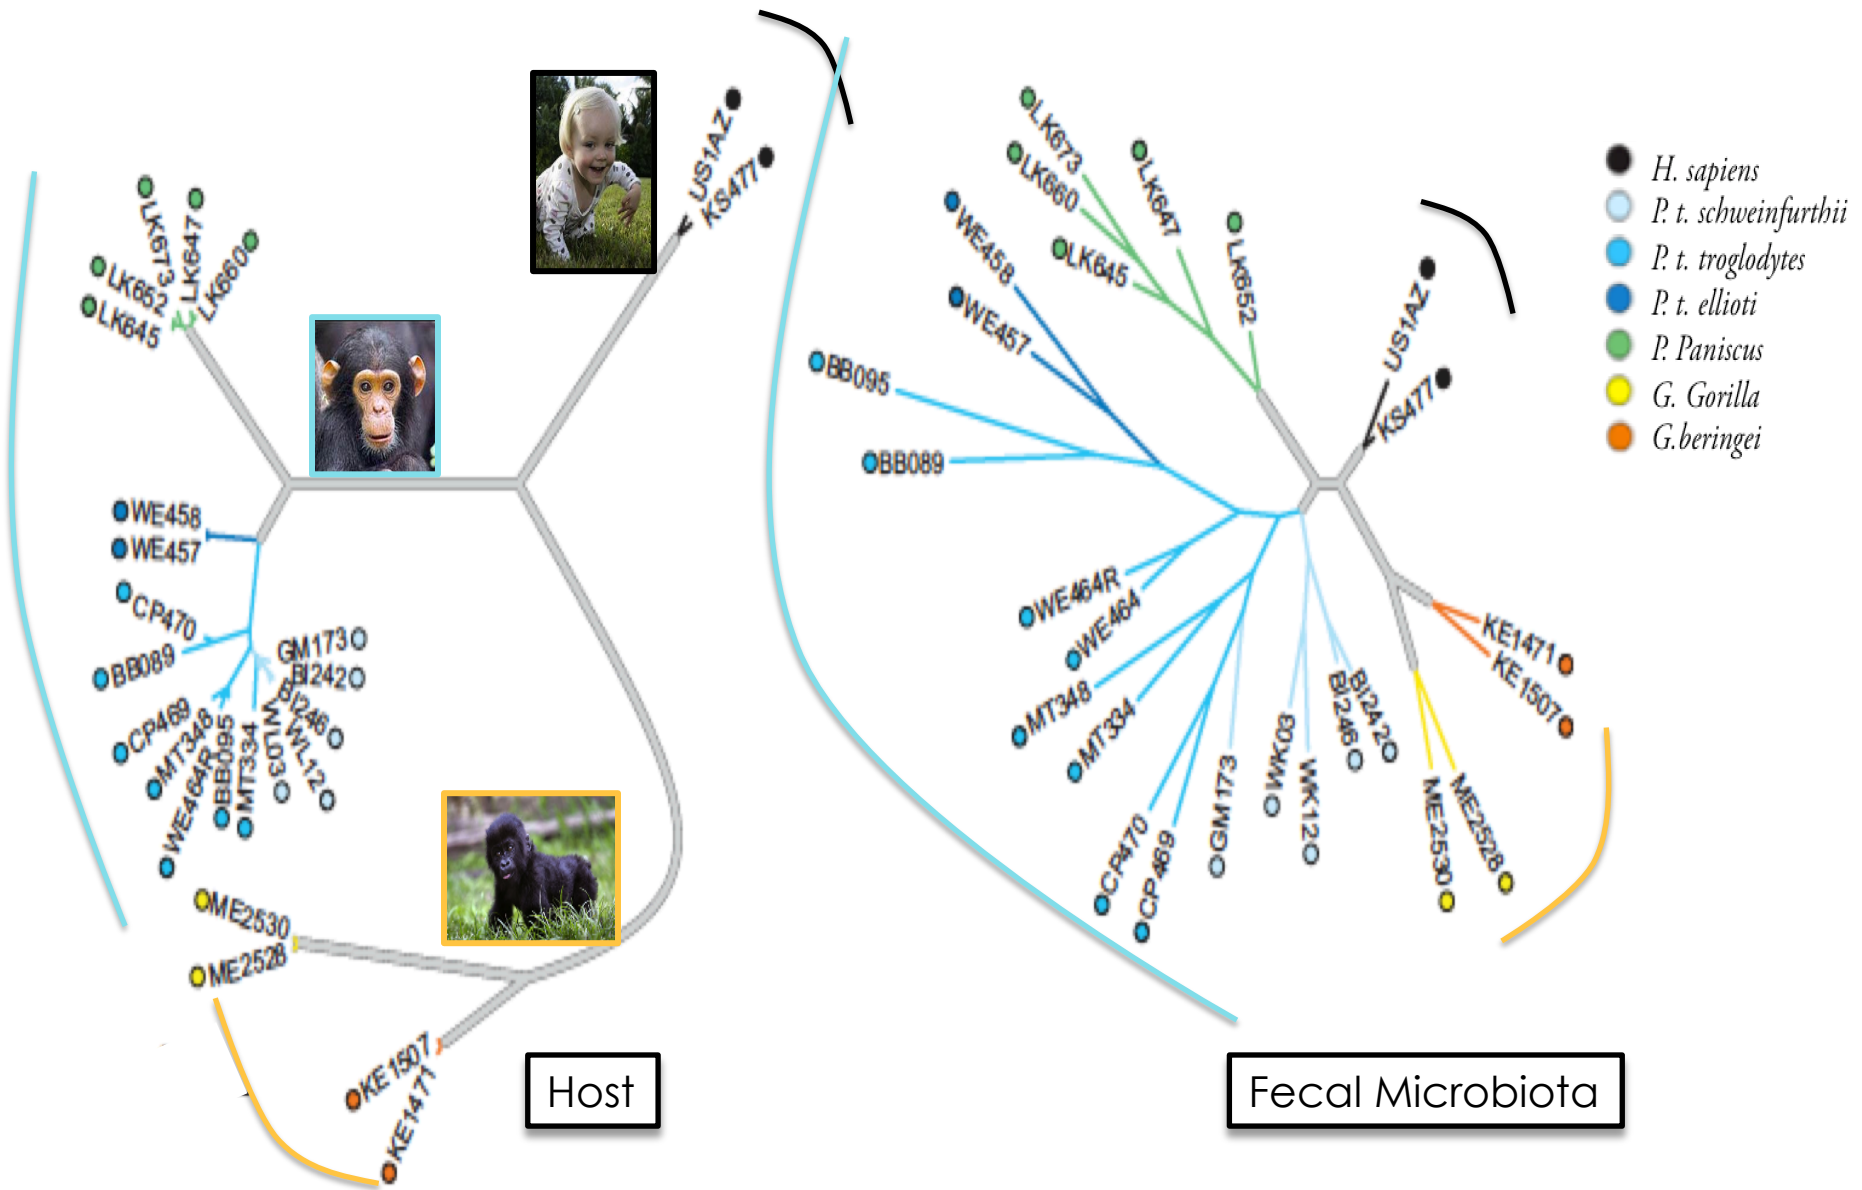 US1AZ
KS477
LK673
LK647
LK660
LK652
LK645
WE458
WE457
CP470
BB089
GM173
BI242
BI246
WL12
CP469
MT348
WE464R
BB095
MT334
ME2530
ME2528
KE1507
KE1471
Host
LK673
LK660
LK647
LK645
LK652
WE458
WE457
BB095
BB089
US1AZ
KS477
WE464R
WE464
MT348
MT334
CP470
CP469
GM173
WK03
WK12
BI246
BI242
ME2530
ME2528
KE1471
KE1507
Fecal Microbiota
H. sapiens
P. t. schweinfurthii
P. t. troglodytes
P. t. ellioti
P. Paniscus
G. Gorilla
G.beringei